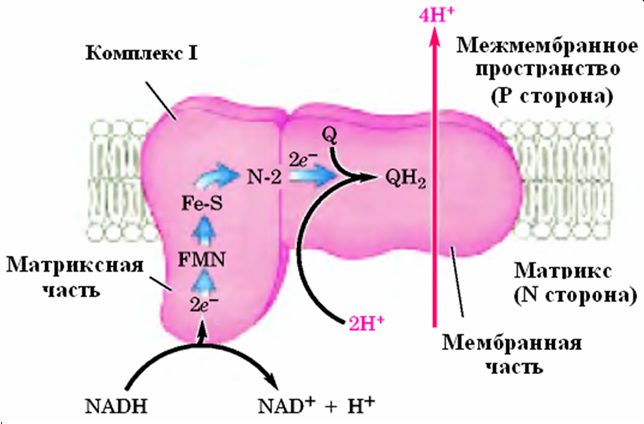 4H⁺
Комплекс I
Межмембранное
пространство
(P сторона)
Q
2e⁻
N-2
QH₂
Fe-S
FMN
Матриксная
часть
2e⁻
Матрикс
(N сторона)
2H⁺
Мембранная
часть
NADH
NAD⁺ + H⁺